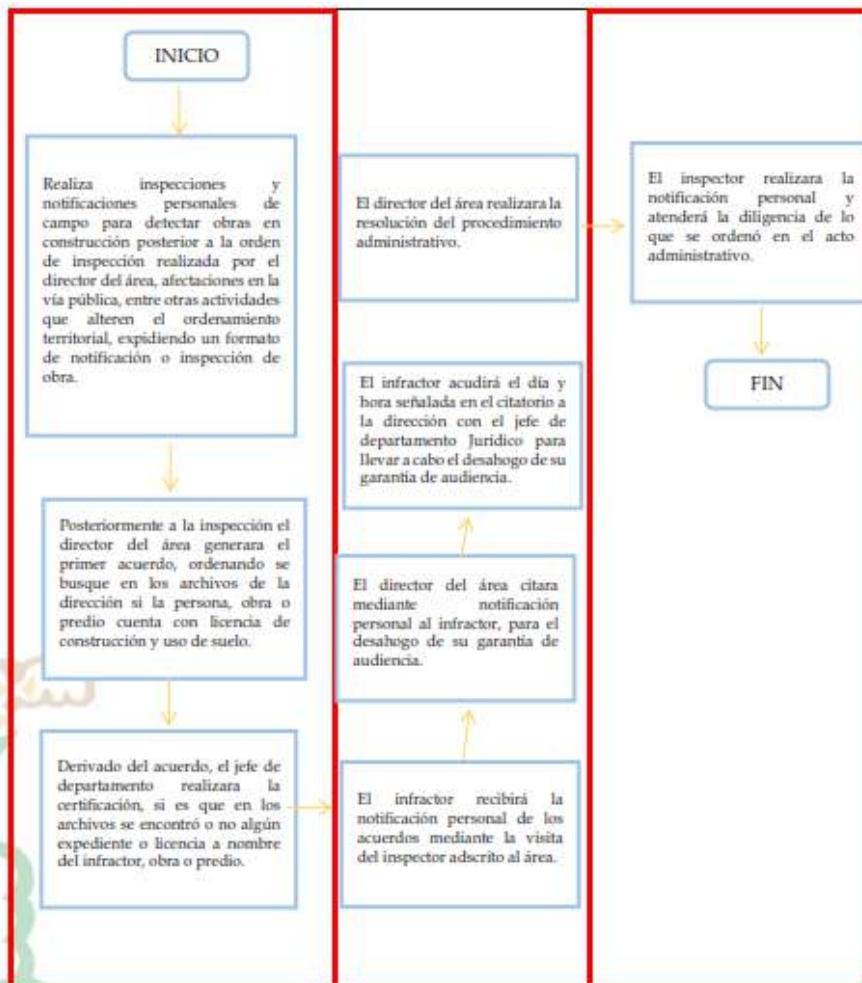 INICIO
Realiza inspecciones y
notificaciones personales de
campo para detectar obras en
construcción posterior a la orden
de inspección realizada por el
director del área, afectaciones en la
vía pública, entre otras actividades
que alteren el ordenamiento
territorial, expidiendo un formato
de notificación o inspección de
obra.
Posteriormente a la inspección el
director del área generara el
primer acuerdo, ordenando se
busque en los archivos de la
dirección si la persona, obra o
predio cuenta con licencia de
construcción y uso de suelo.
Derivado del acuerdo, el jefe de
departamento realizara la
certificación, si es que en los
archivos se encontró o no algún
expediente o licencia a nombre
del infractor, obra o predio.
El infractor recibirá la
notificación personal de los
acuerdos mediante la visita
del inspector adscrito al área.
El director del área citara
mediante notificación
personal al infractor, para el
desahogo de su garantía de
audiencia.
El infractor acudirá el día y
hora señalada en el citatorio a
la dirección con el jefe de
departamento Jurídico para
llevar a cabo el desahogo de su
garantía de audiencia.
El director del área realizara la
resolución del procedimiento
administrativo.
El inspector realizara la
notificación personal y
atenderá la diligencia de lo
que se ordenó en el acto
administrativo.
FIN